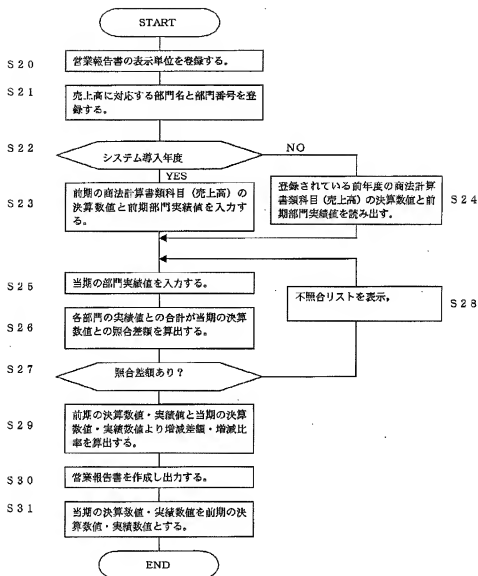 START
S20
営業報告書の表示単位を登録する。
S21
売上高に対応する部門名と部門番号を登
録する。
S22
システム導入年度
NO
YES
S23
前期の商法計算書類科目(売上高)の
決算数値と前期部門実績値を入力す
る。
登録されている前年度の商法計算
書類科目(売上高)の決算数値と前
期部門実績値を読み出す。
S24
S25
当期の部門実績値を入力する。
S26
各部門の実績値との合計が当期の決算
数値との照合差額を算出する。
不照合リストを表示。
S28
S27
照合差額あり?
S29
前期の決算数値・実績値と当期の決算
数値・実績数値より増減差額・増減比
率を算出する。
S30
営業報告書を作成し出力する。
S31
当期の決算数値・実績数値を前期の決
算数値・実績数値とする。
END